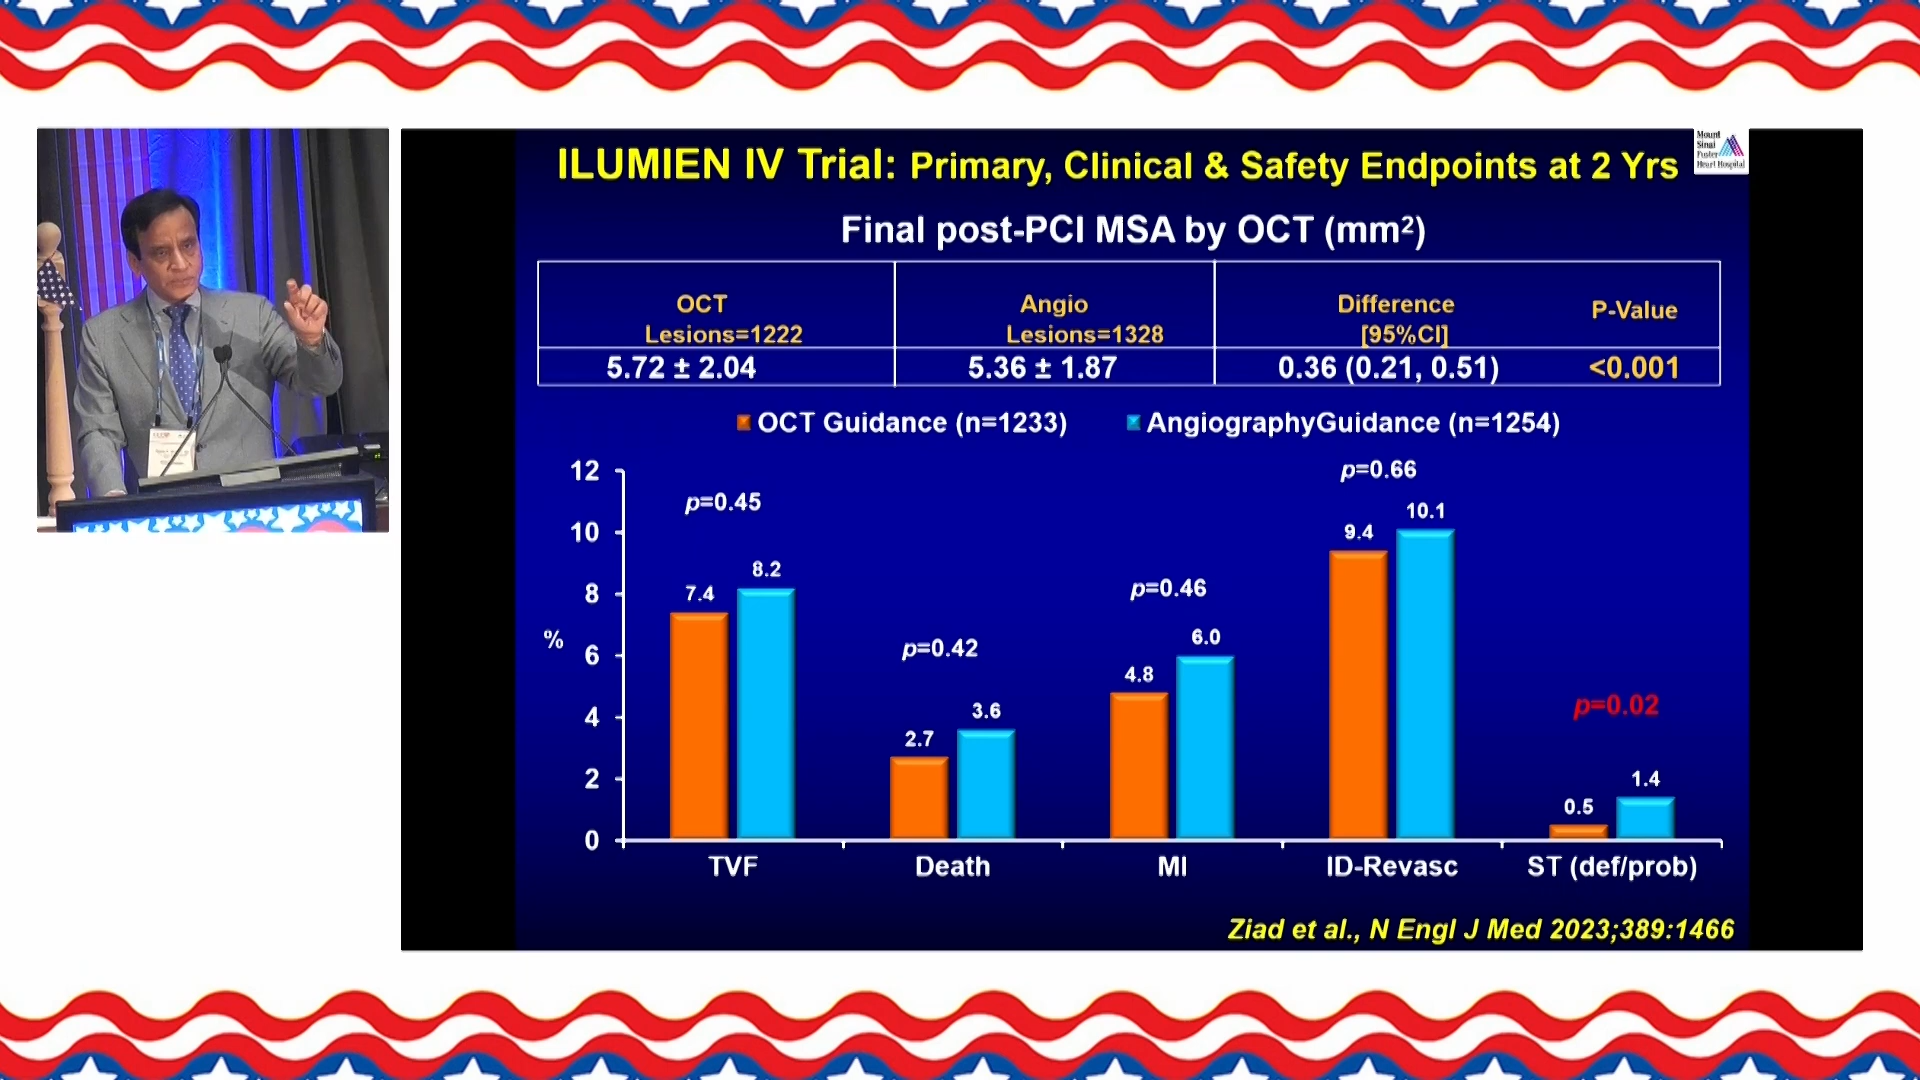 ILUMIEN IV Trial: Primary, Clinical & Safety Endpoints at 2 Yrs
Mount
Sinai
Fuster
Heart Hospital
Final post-PCI MSA by OCT (mm²)
OCT
Lesions=1222
Angio
Lesions=1328
Difference
[95%CI]
P-Value
5.72 ± 2.04
5.36 ± 1.87
0.36 (0.21, 0.51)
<0.001
OCT Guidance (n=1233)
AngiographyGuidance (n=1254)
12
10
8
6
4
2
0
%
p=0.45
7.4
8.2
p=0.42
2.7
3.6
p=0.46
4.8
6.0
p=0.66
9.4
10.1
p=0.02
0.5
1.4
TVF
Death
MI
ID-Revasc
ST (def/prob)
Ziad et al., N Engl J Med 2023;389:1466